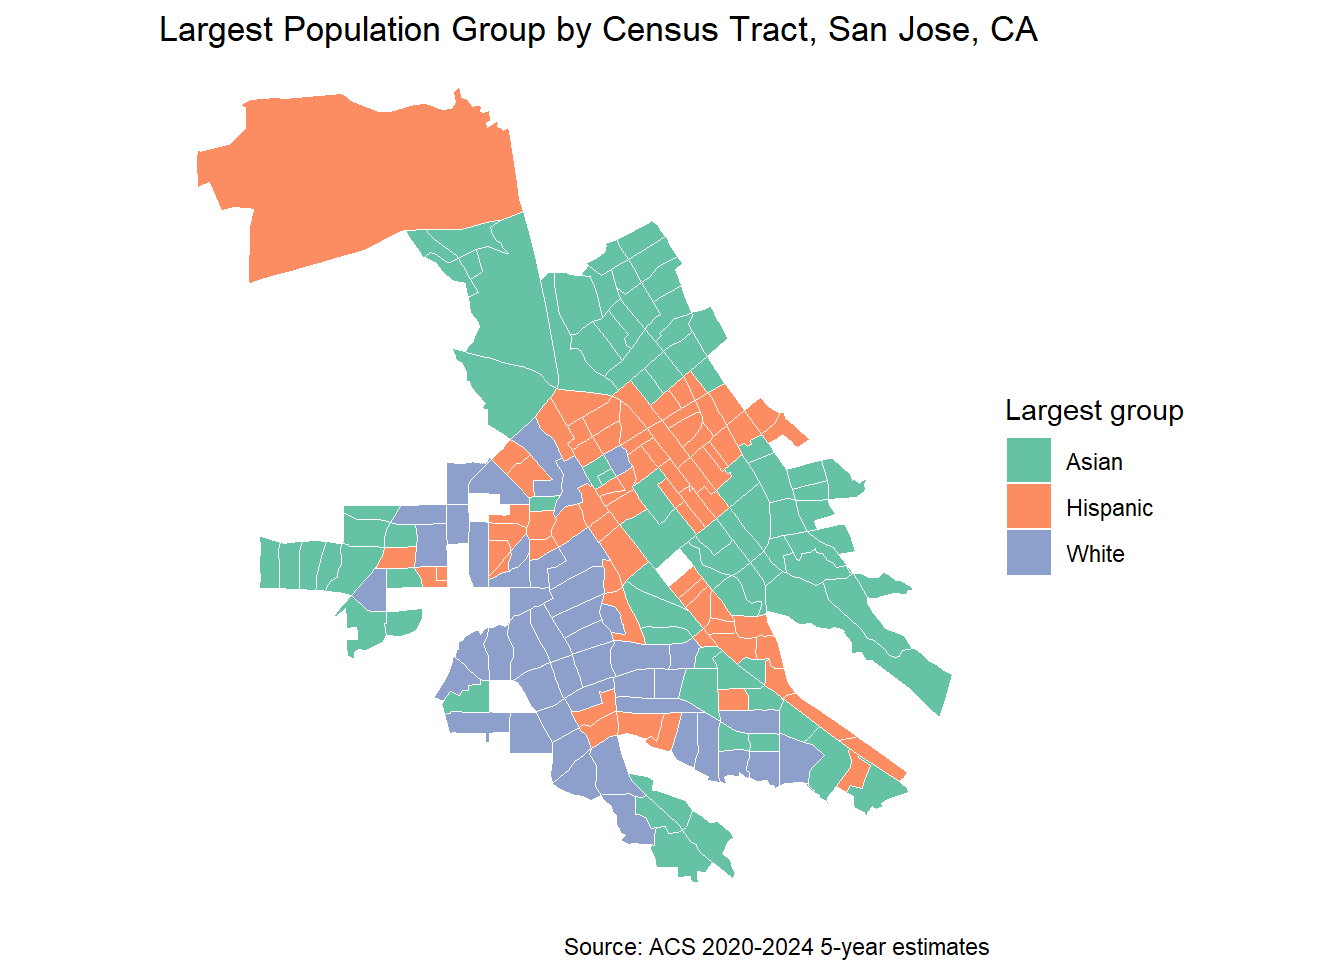 Largest Population Group by Census Tract, San Jose, CA
Largest group
Asian
Hispanic
White
Source: ACS 2020-2024 5-year estimates